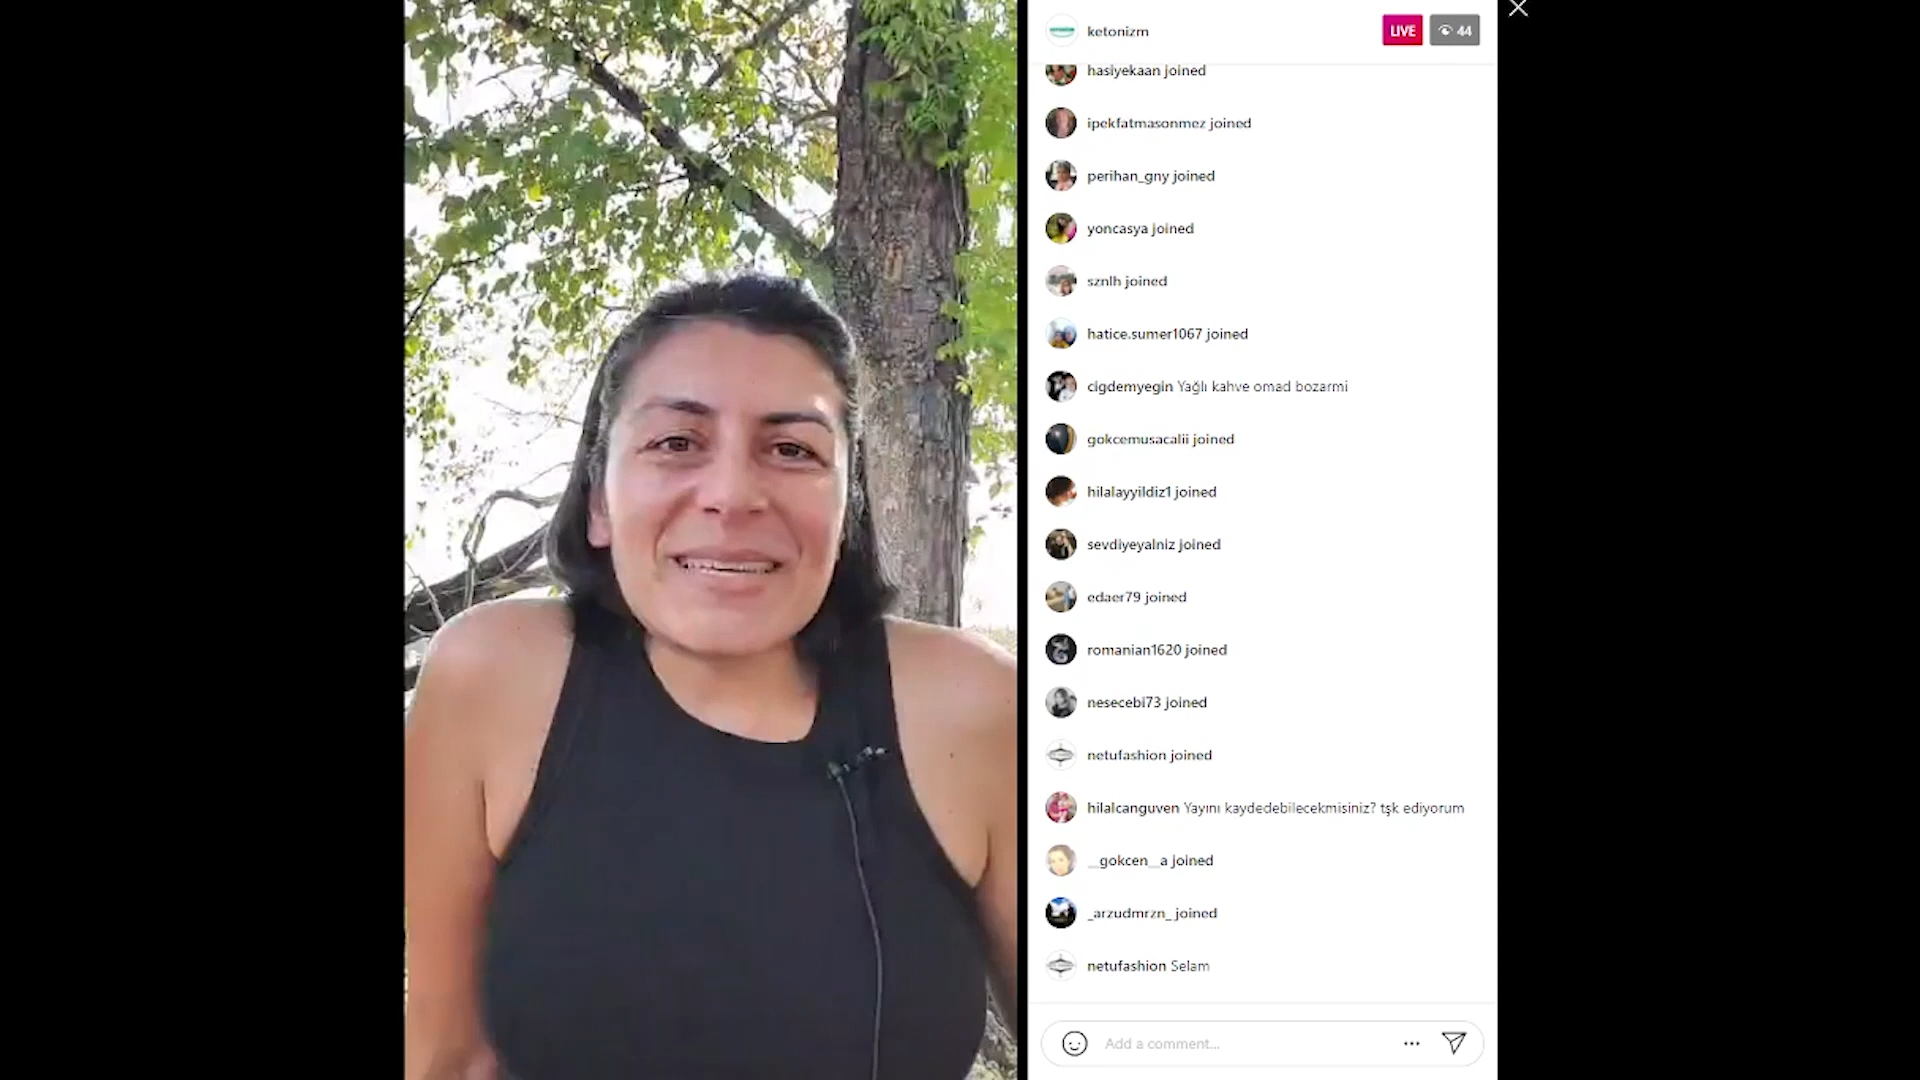 ketonizm
LIVE
44
hasiyekaan joined
ipekfatmasonmez joined
perihan_gny joined
yoncasya joined
sznlh joined
hatice.sumer1067 joined
cigdemyegin Yağlı kahve omad bozarmi
gokcemusacalii joined
hilalayyildiz1 joined
sevdiyeyalniz joined
edaer79 joined
romanian1620 joined
nesecebi73 joined
netufashion joined
hilalcanguven Yayını kaydedebilecekmisiniz? tşk ediyorum
__gokcen__a joined
_arzudmrzn_ joined
netufashion Selam
Add a comment...